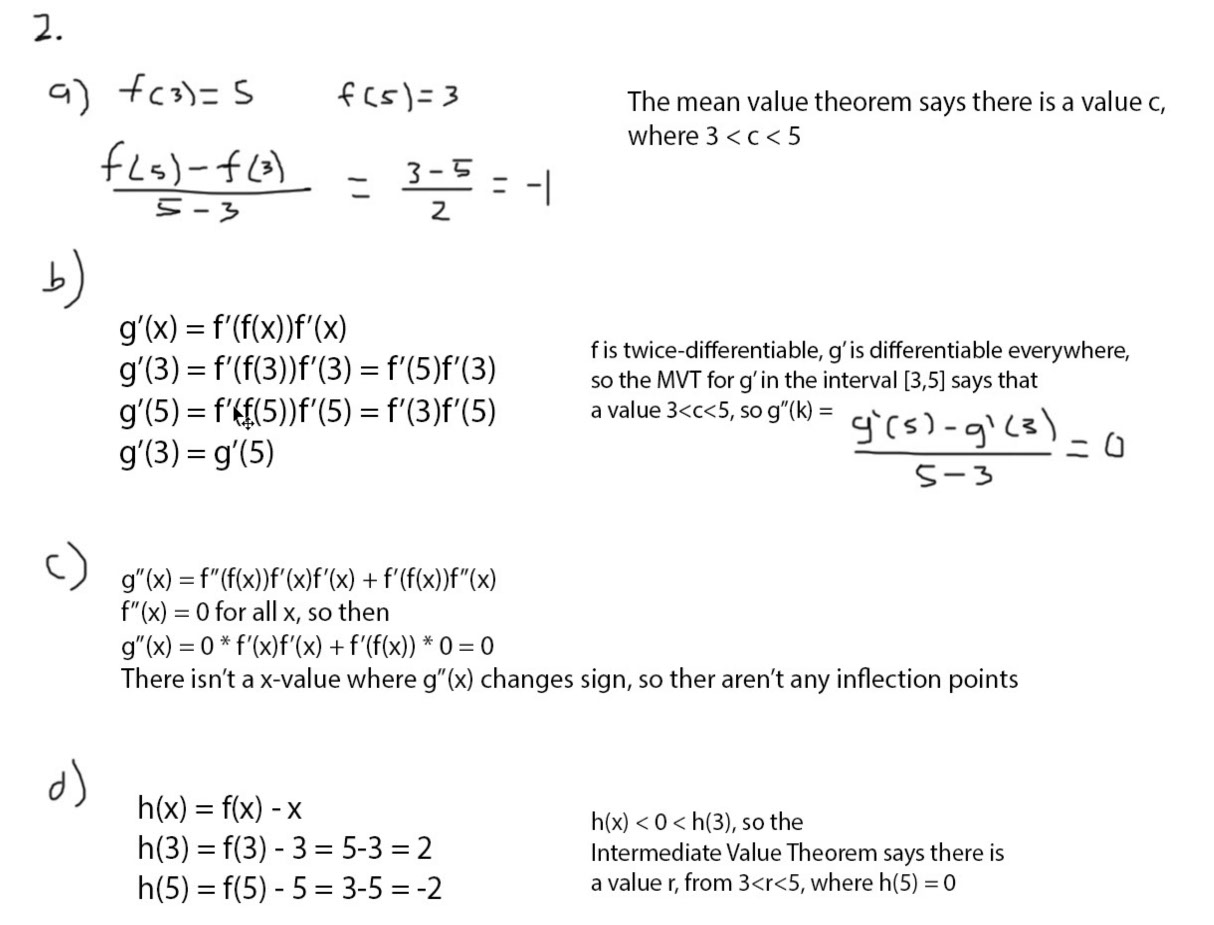 2.
a) f(3)= 5 f(5)= 3
The mean value theorem says there is a value c,
where 3 < c < 5
f(5)-f(3) / 5-3 = 3-5 / 2 = -1
b)
g′(x) = f′(f(x))f′(x)
g′(3) = f′(f(3))f′(3) = f′(5)f′(3)
g′(5) = f′(f(5))f′(5) = f′(3)f′(5)
g′(3) = g′(5)
f is twice-differentiable, g′ is differentiable everywhere,
so the MVT for g′ in the interval [3,5] says that
a value 3<c<5, so g″(k) = g'(5)-g'(3) / 5-3 = 0
c)
g″(x) = f″(f(x))f′(x)f′(x) + f′(f(x))f″(x)
f″(x) = 0 for all x, so then
g″(x) = 0 * f′(x)f′(x) + f′(f(x)) * 0 = 0
There isn't a x-value where g″(x) changes sign, so ther aren't any inflection points
d)
h(x) = f(x) - x
h(3) = f(3) - 3 = 5-3 = 2
h(5) = f(5) - 5 = 3-5 = -2
h(x) < 0 < h(3), so the
Intermediate Value Theorem says there is
a value r, from 3<r<5, where h(5) = 0